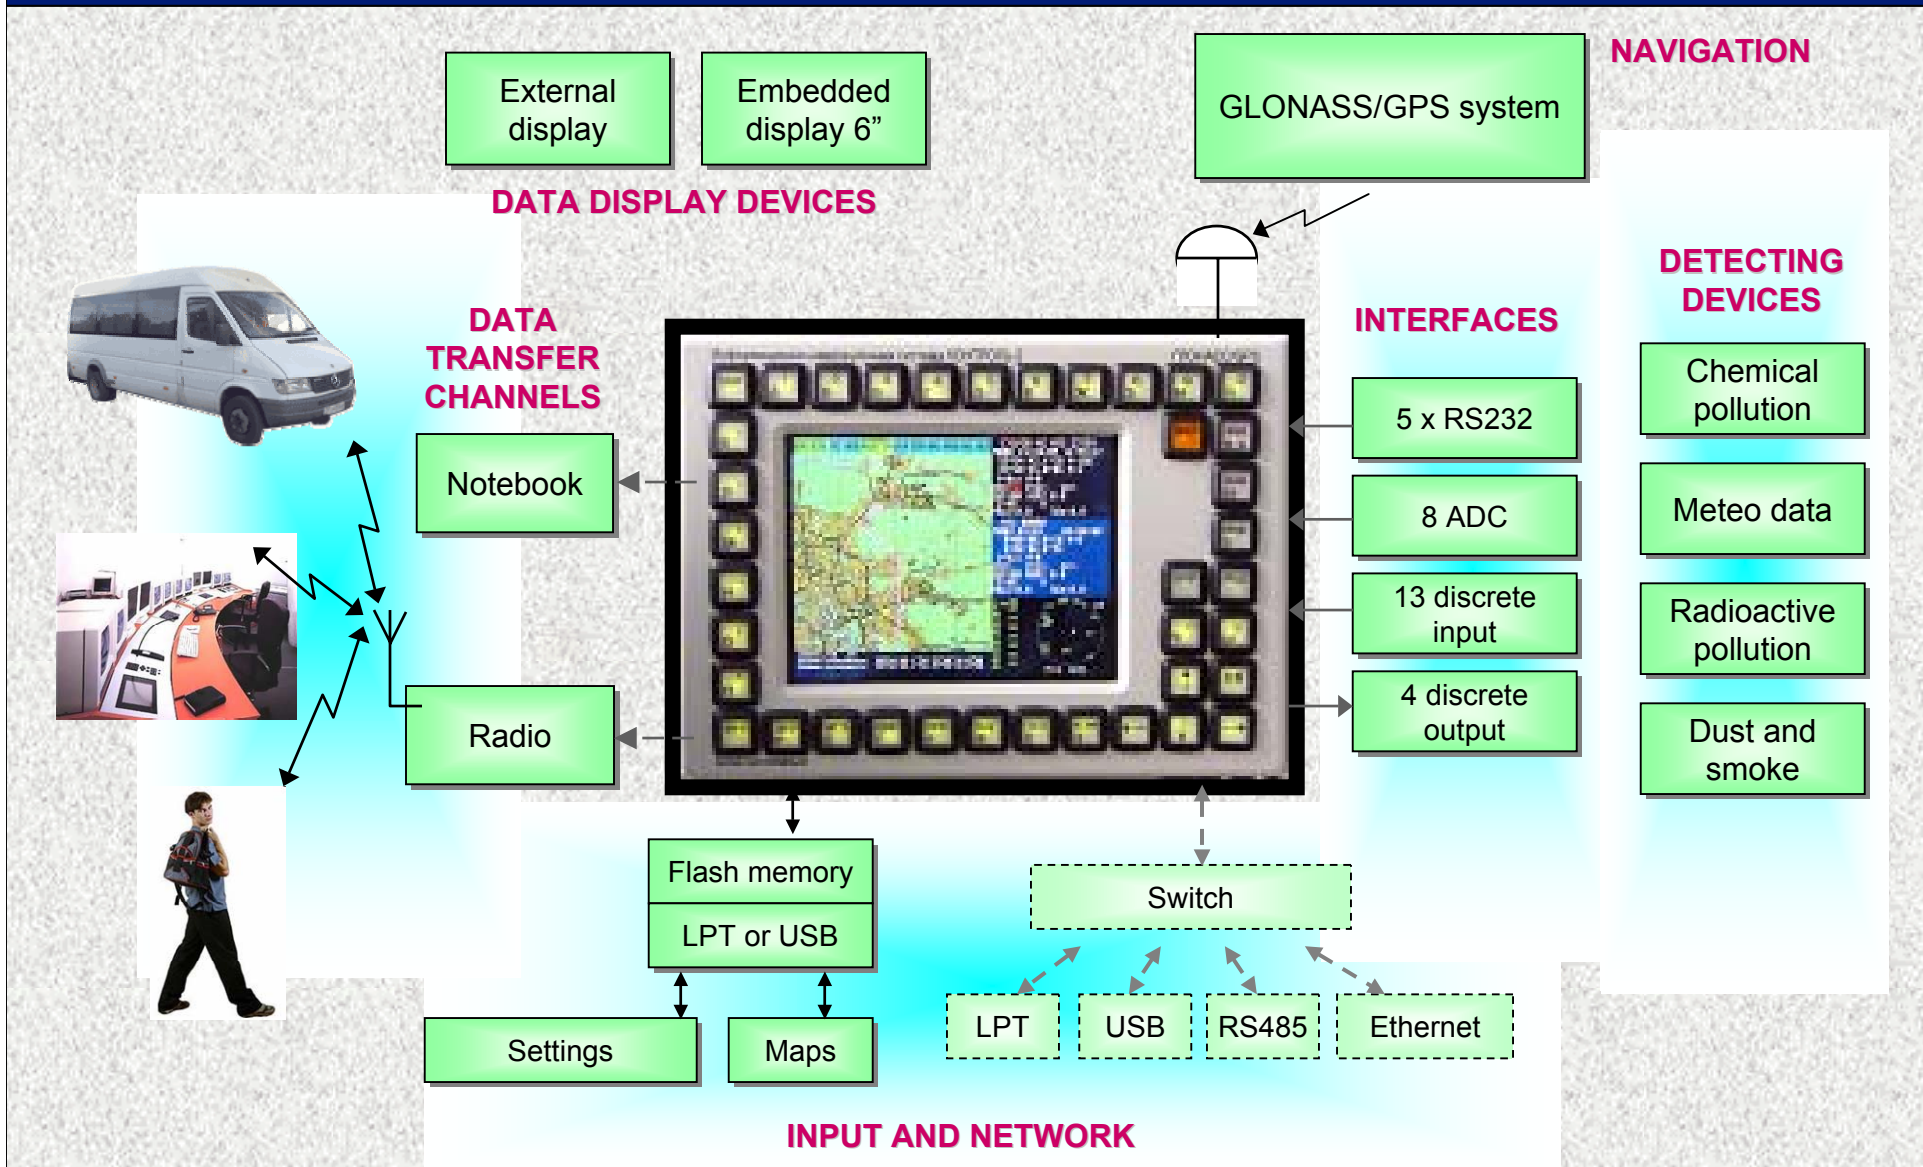 NAVIGATION
External
display
Embedded
display 6”
GLONASS/GPS system
DATA DISPLAY DEVICES
DETECTING
DEVICES
DATA
TRANSFER
CHANNELS
INTERFACES
Notebook
Radio
5 x RS232
8 ADC
13 discrete
input
4 discrete
output
Chemical
pollution
Meteo data
Radioactive
pollution
Dust and
smoke
Flash memory
LPT or USB
Settings
Maps
Switch
LPT
USB
RS485
Ethernet
INPUT AND NETWORK